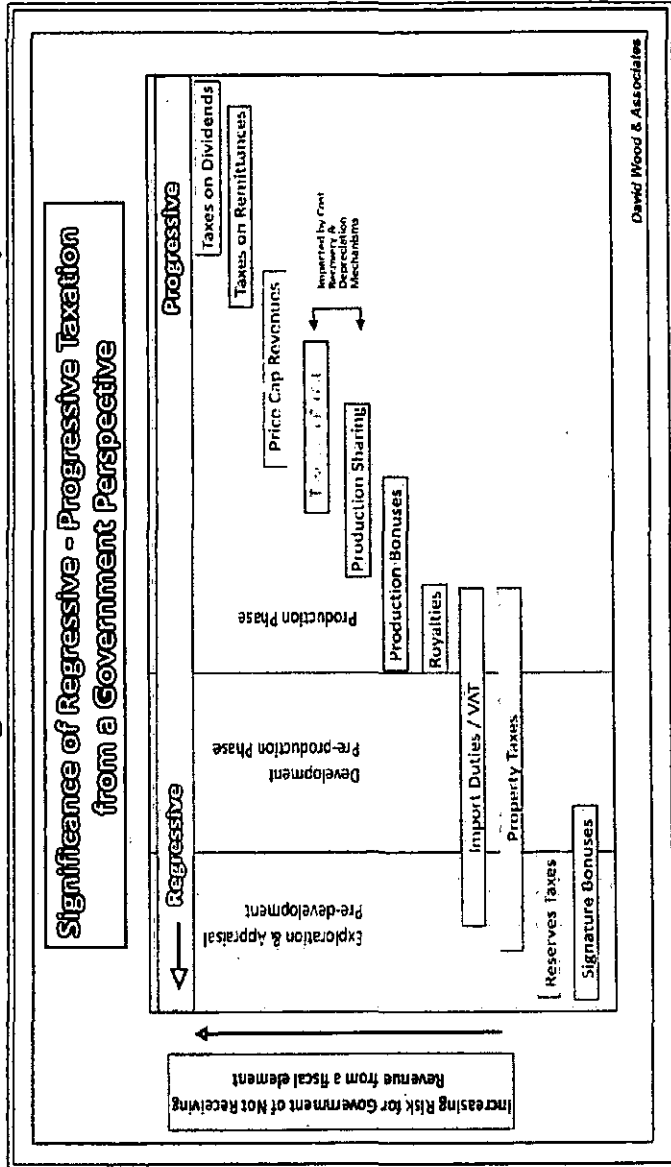 Significance of Regressive - Progressive Taxation
from a Government Perspective
Increasing Risk for Government of Not Receiving
Revenue from a fiscal element
Regressive
Progressive
Exploration & Appraisal
Pre-development
Development
Pre-production Phase
Production Phase
Taxes on Dividends
Taxes on Remittances
Price Cap Revenues
Impacted by Cost
Recovery &
Depreciation
Mechanisms
Production Sharing
Production Bonuses
Royalties
Import Duties / VAT
Property Taxes
Reserves Taxes
Signature Bonuses
David Wood & Associates